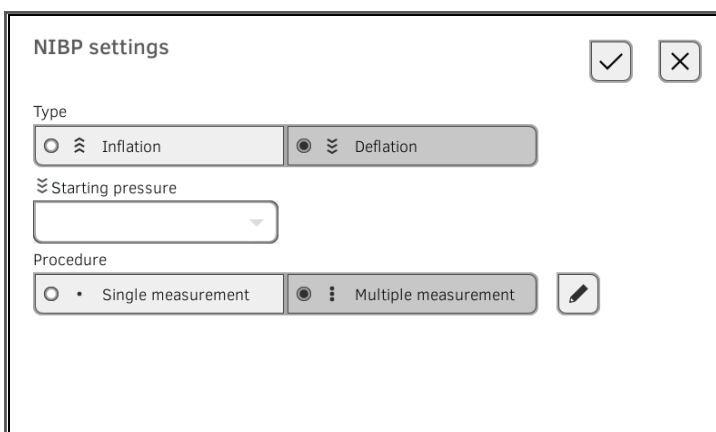 NIBP settings
Type
Inflation
Deflation
Starting pressure
Procedure
Single measurement
Multiple measurement